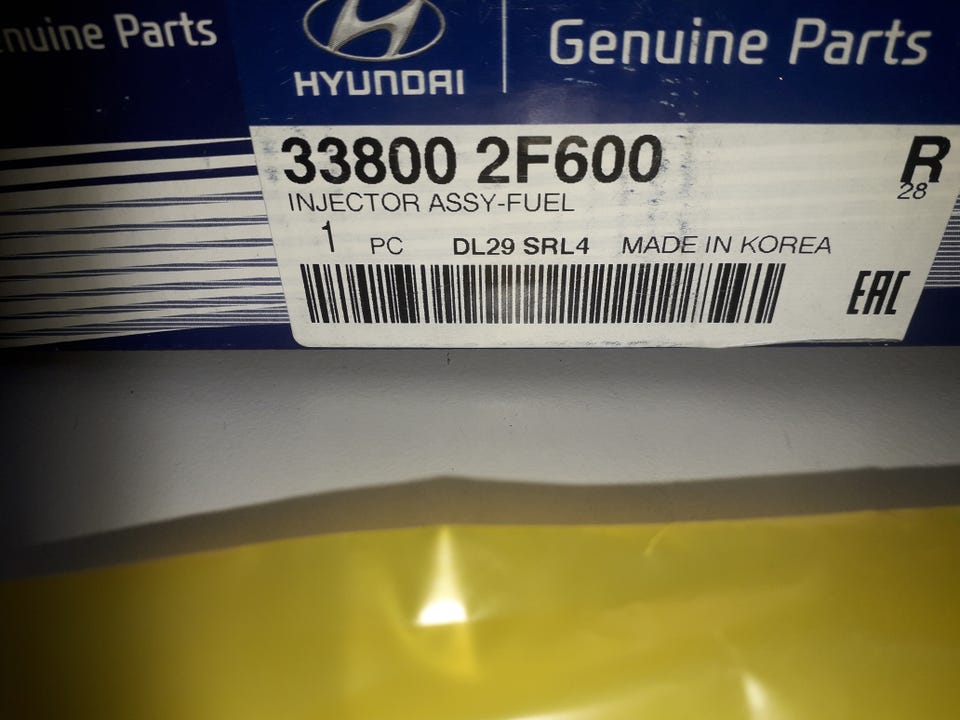 nuine Parts
HYUNDAI
Genuine Parts
33800 2F600
R
28
INJECTOR ASSY-FUEL
1 PC DL29 SRL4 MADE IN KOREA
EAC